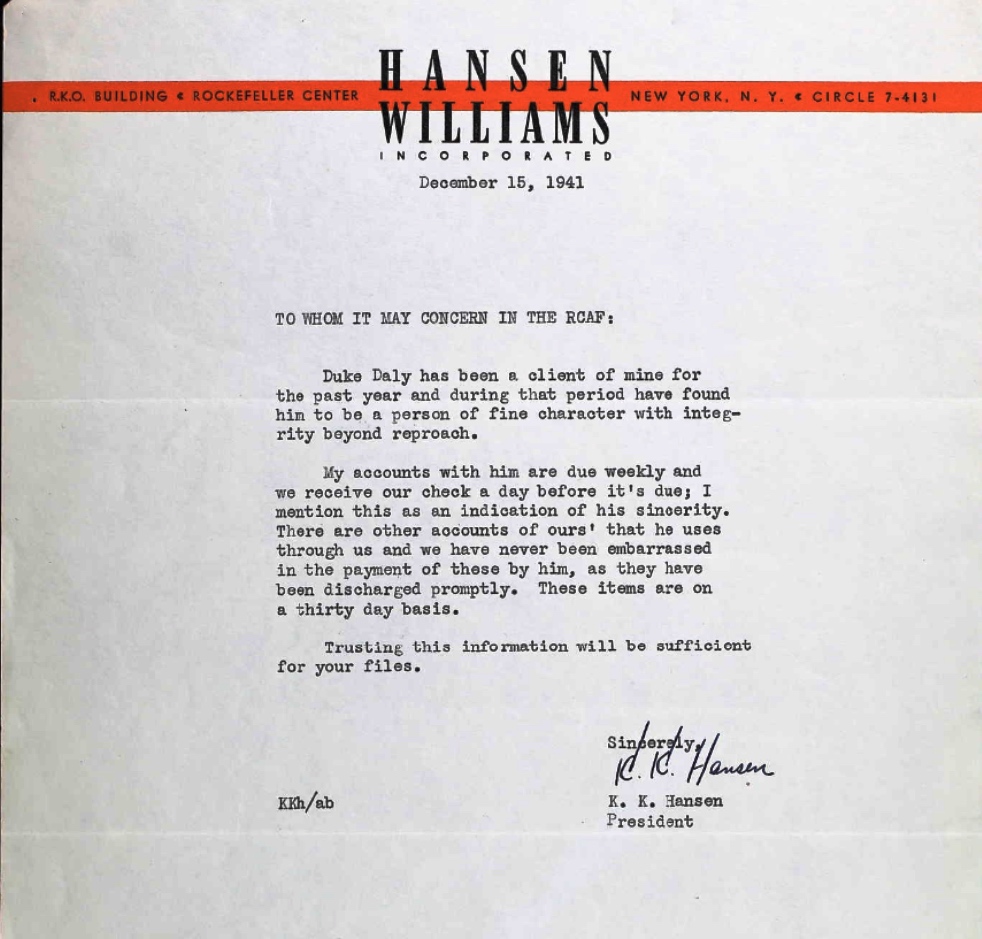 HANSEN
. R.K.O. BUILDING • ROCKEFELLER CENTER
NEW YORK, N. Y. • CIRCLE 7-4131
WILLIAMS
INCORPORATED
December 15, 1941
TO WHOM IT MAY CONCERN IN THE RCAF:
Duke Daly has been a client of mine for
the past year and during that period have found
him to be a person of fine character with integ-
rity beyond reproach.
My accounts with him are due weekly and
we receive our check a day before it's due; I
mention this as an indication of his sincerity.
There are other accounts of ours' that he uses
through us and we have never been embarrassed
in the payment of these by him, as they have
been discharged promptly. These items are on
a thirty day basis.
Trusting this information will be sufficient
for your files.
Sincerely,
K. K. Hansen
KKh/ab
K. K. Hansen
President